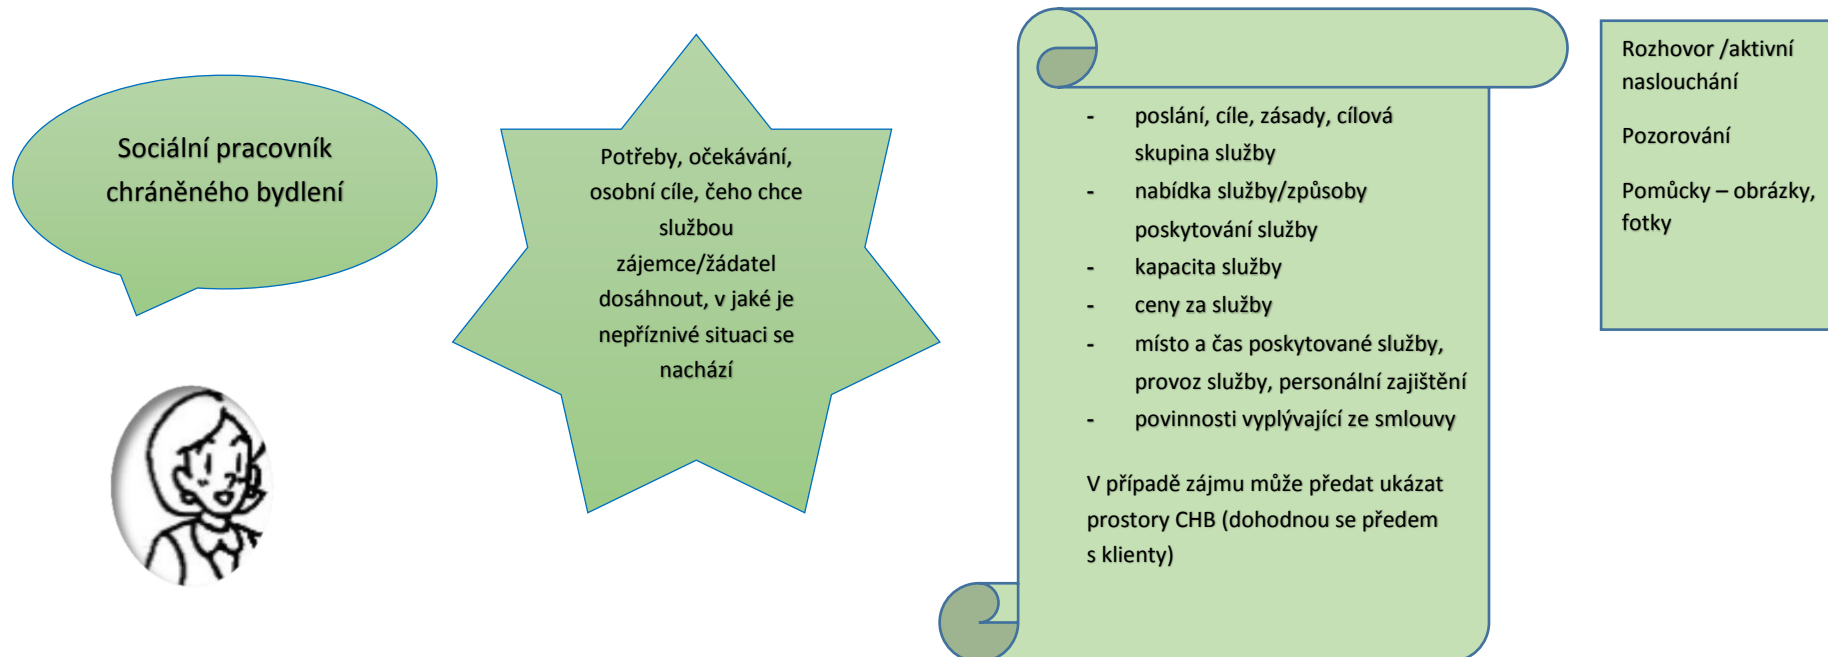 Sociální pracovník
chráněného bydlení
Potřeby, očekávání,
osobní cíle, čeho chce
službou
zájemce/žádatel
dosáhnout, v jaké je
nepříznivé situaci se
nachází
- poslání, cíle, zásady, cílová
skupina služby
- nabídka služby/způsoby
poskytování služby
- kapacita služby
- ceny za služby
- místo a čas poskytované služby,
provoz služby, personální zajištění
- povinnosti vyplývající ze smlouvy
V případě zájmu může předat ukázat
prostory CHB (dohodnou se předem
s klienty)
Rozhovor /aktivní
naslouchání
Pozorování
Pomůcky – obrázky,
fotky